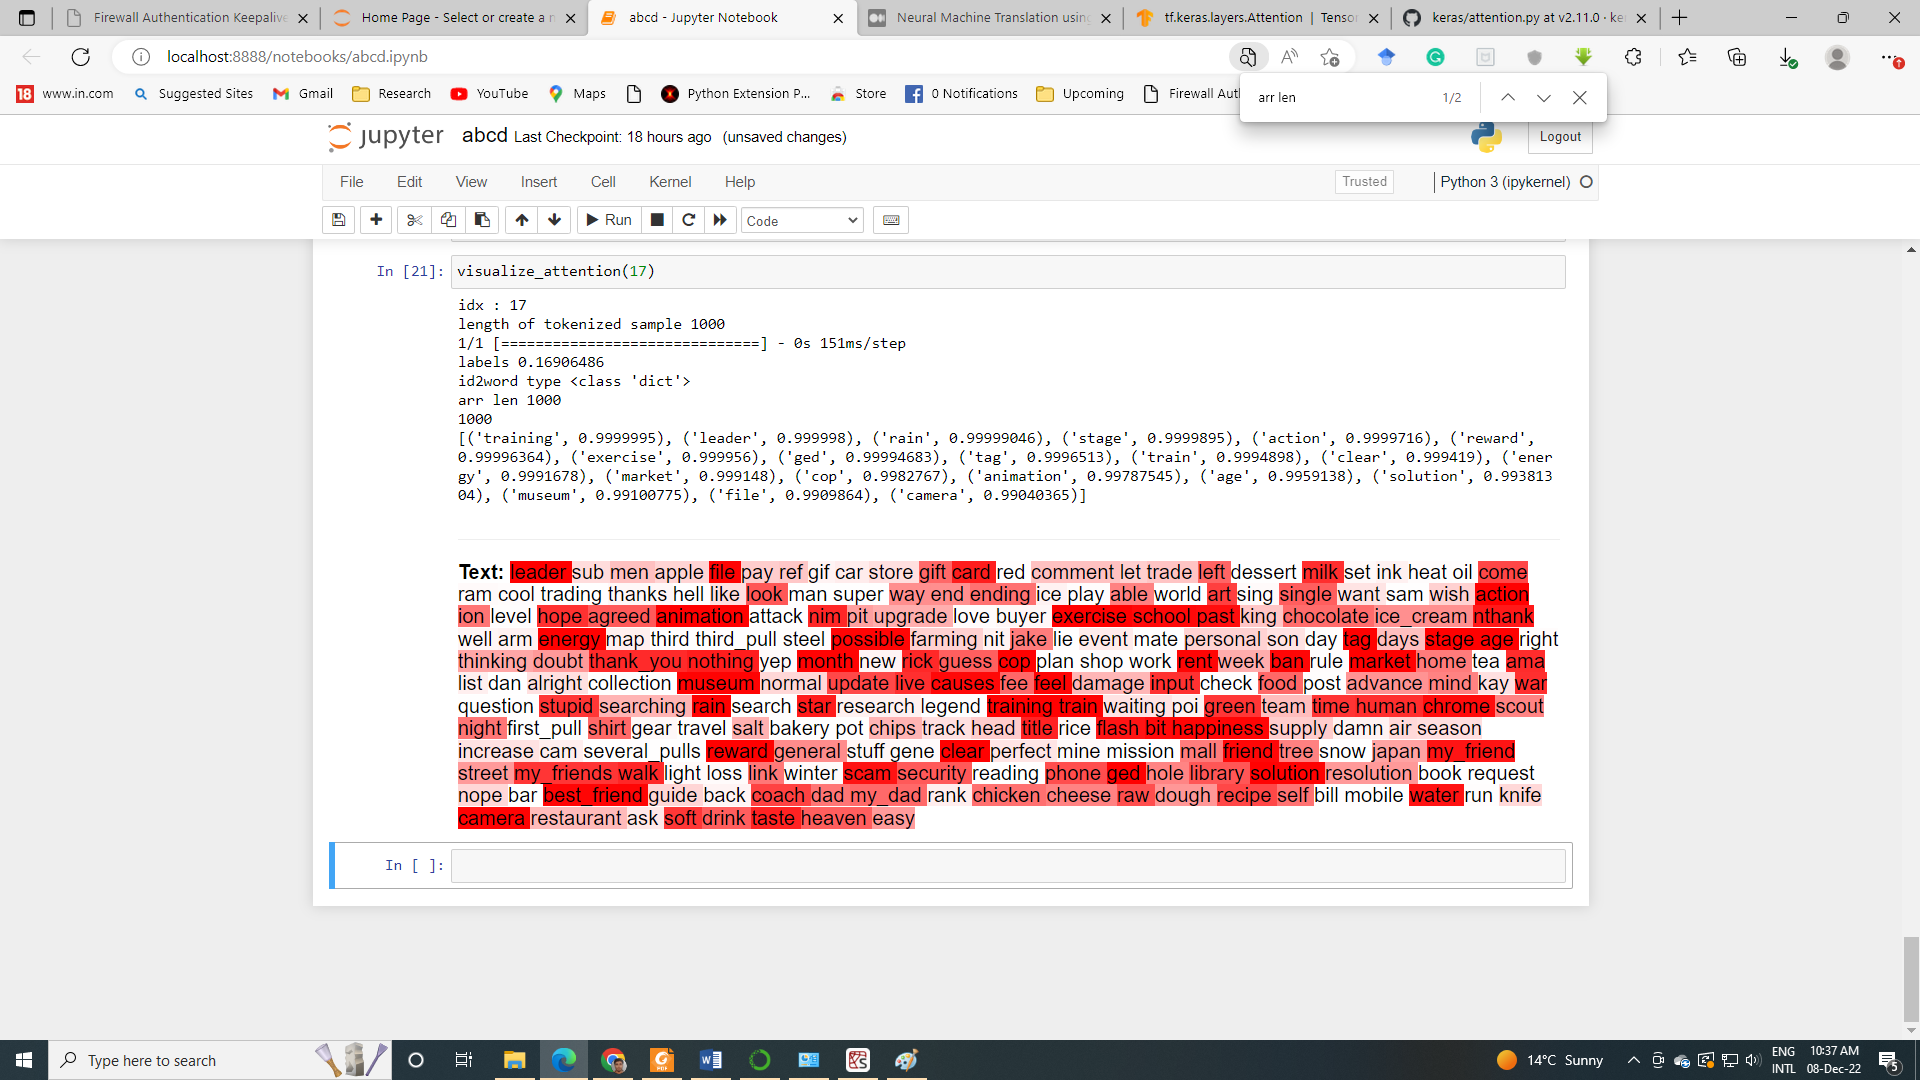 Firewall Authentication Keepalive
Home Page - Select or create a n
abcd - Jupyter Notebook
Neural Machine Translation using
tf.keras.layers.Attention | Tensor
keras/attention.py at v2.11.0 · ke
localhost:8888/notebooks/abcd.ipynb
www.in.com
Suggested Sites
Gmail
Research
YouTube
Maps
Python Extension P...
Store
0 Notifications
Upcoming
Firewall Aut
arr len 1/2
jupyter abcd Last Checkpoint: 18 hours ago (unsaved changes)
Logout
File Edit View Insert Cell Kernel Help
Trusted
Python 3 (ipykernel)
Run
Code
In [21]: visualize_attention(17)
idx : 17
length of tokenized sample 1000
1/1 [==============================] - 0s 151ms/step
labels 0.16906486
id2word type <class 'dict'>
arr len 1000
1000
[('training', 0.9999995), ('leader', 0.999998), ('rain', 0.99999046), ('stage', 0.9999895), ('action', 0.9999716), ('reward',
0.99996364), ('exercise', 0.999956), ('ged', 0.99994683), ('tag', 0.9996513), ('train', 0.9994898), ('clear', 0.999419), ('ener
gy', 0.9991678), ('market', 0.999148), ('cop', 0.9982767), ('animation', 0.99787545), ('age', 0.9959138), ('solution', 0.993813
04), ('museum', 0.99100775), ('file', 0.9909864), ('camera', 0.99040365)]
Text: leader sub men apple file pay ref gif car store gift card red comment let trade left dessert milk set ink heat oil come
ram cool trading thanks hell like look man super way end ending ice play able world art sing single want sam wish action
ion level hope agreed animation attack nim pit upgrade love buyer exercise school past king chocolate ice_cream nthank
well arm energy map third third_pull steel possible farming nit jake lie event mate personal son day tag days stage age right
thinking doubt thank_you nothing yep month new rick guess cop plan shop work rent week ban rule market home tea ama
list dan alright collection museum normal update live causes fee feel damage input check food post advance mind kay war
question stupid searching rain search star research legend training train waiting poi green team time human chrome scout
night first_pull shirt gear travel salt bakery pot chips track head title rice flash bit happiness supply damn air season
increase cam several_pulls reward general stuff gene clear perfect mine mission mall friend tree snow japan my_friend
street my_friends walk light loss link winter scam security reading phone ged hole library solution resolution book request
nope bar best_friend guide back coach dad my_dad rank chicken cheese raw dough recipe self bill mobile water run knife
camera restaurant ask soft drink taste heaven easy
In [ ]:
Type here to search
14°C Sunny
ENG
INTL
10:37 AM
08-Dec-22
5